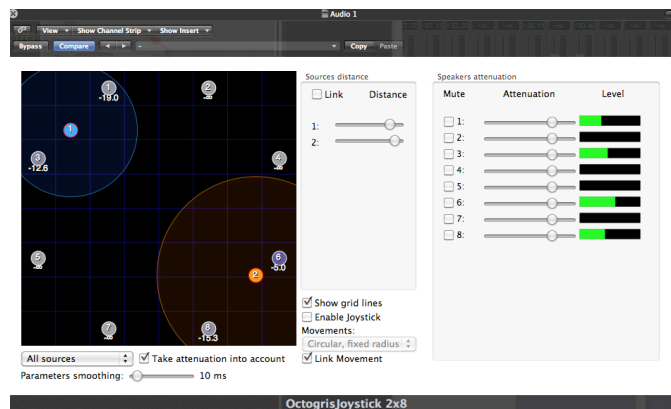 Audio 1
View Show Channel Strip Show Insert
Bypass Compare - Copy Paste
Sources distance
Speakers attenuation
Link Distance
Mute Attenuation Level
1 -19.0
2 -∞
1
3 -12.6
4 -∞
5 -∞
6 -5.0
2
7 -∞
8 -15.3
1:
2:
1:
2:
3:
4:
5:
6:
7:
8:
Show grid lines
Enable Joystick
Movements:
Circular, fixed radius
Link Movement
All sources
Take attenuation into account
Parameters smoothing: 10 ms
OctogrisJoystick 2x8